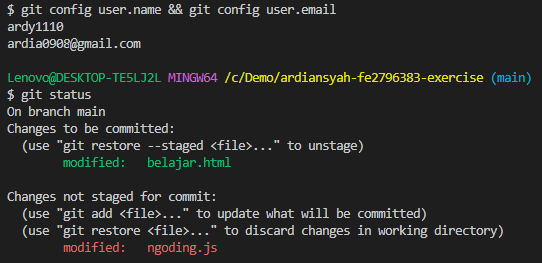 $ git config user.name && git config user.email
ardy1110
ardia0908@gmail.com
Lenovo@DESKTOP-TE5LJ2L MINGW64 /c/Demo/ardiansyah-fe2796383-exercise (main)
$ git status
On branch main
Changes to be committed:
  (use "git restore --staged <file>..." to unstage)
        modified:   belajar.html
Changes not staged for commit:
  (use "git add <file>..." to update what will be committed)
  (use "git restore <file>..." to discard changes in working directory)
        modified:   ngoding.js